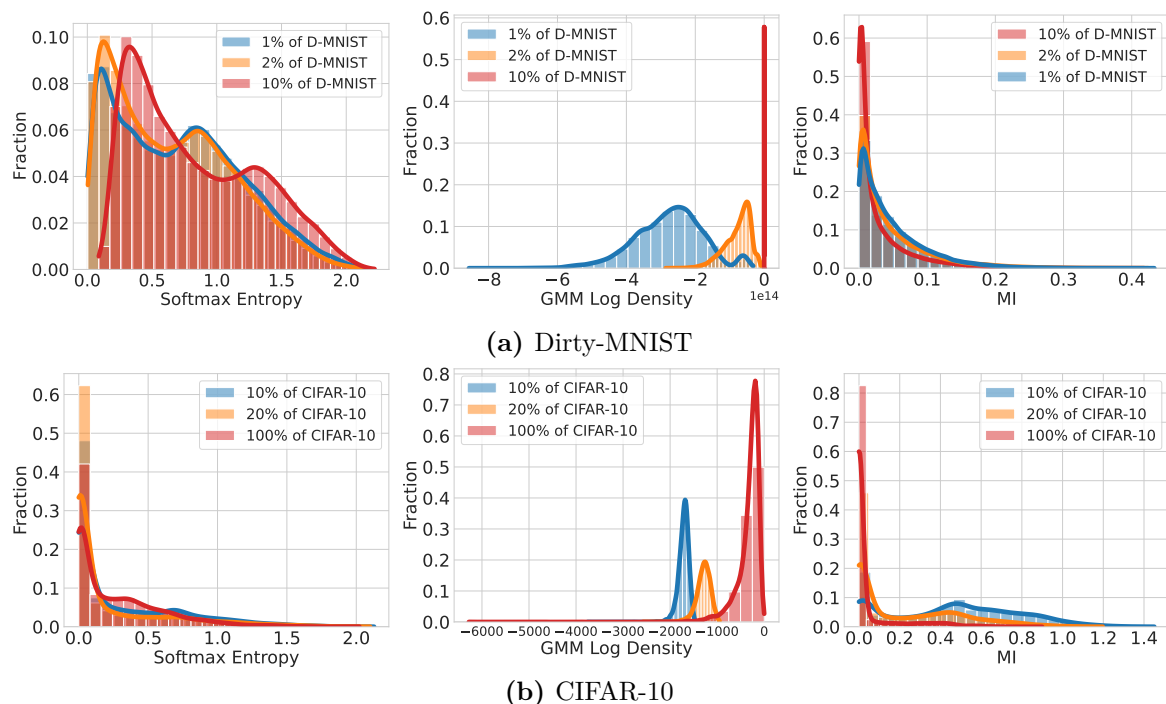 0.10
0.08
0.06
0.04
0.02
0.00
Fraction
1% of D-MNIST
2% of D-MNIST
10% of D-MNIST
0.0 0.5 1.0 1.5 2.0
Softmax Entropy
0.6
0.5
0.4
0.3
0.2
0.1
0.0
Fraction
1% of D-MNIST
2% of D-MNIST
10% of D-MNIST
−8 −6 −4 −2 0
1e14
GMM Log Density
0.7
0.6
0.5
0.4
0.3
0.2
0.1
0.0
Fraction
10% of D-MNIST
2% of D-MNIST
1% of D-MNIST
0.0 0.1 0.2 0.3 0.4
MI
(a) Dirty-MNIST
0.6
0.5
0.4
0.3
0.2
0.1
0.0
Fraction
10% of CIFAR-10
20% of CIFAR-10
100% of CIFAR-10
0.0 0.5 1.0 1.5 2.0
Softmax Entropy
0.8
0.7
0.6
0.5
0.4
0.3
0.2
0.1
0.0
Fraction
10% of CIFAR-10
20% of CIFAR-10
100% of CIFAR-10
−6000 −5000 −4000 −3000 −2000 −1000 0
GMM Log Density
0.8
0.6
0.4
0.2
0.0
Fraction
10% of CIFAR-10
20% of CIFAR-10
100% of CIFAR-10
0.0 0.2 0.4 0.6 0.8 1.0 1.2 1.4
MI
(b) CIFAR-10